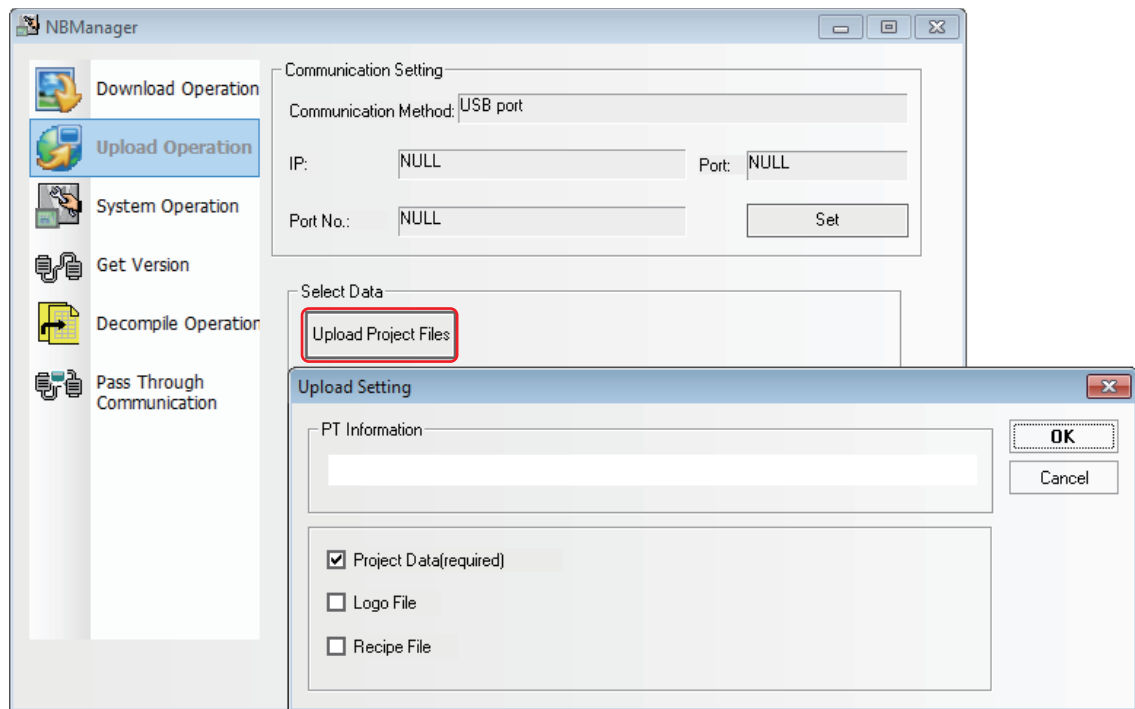 NBManager
Download Operation
Upload Operation
System Operation
Get Version
Decompile Operation
Pass Through
Communication
Communication Setting
Communication Method: USB port
IP: NULL Port: NULL
Port No.: NULL Set
Select Data
Upload Project Files
Upload Setting
PT Information
OK
Cancel
Project Data(required)
Logo File
Recipe File